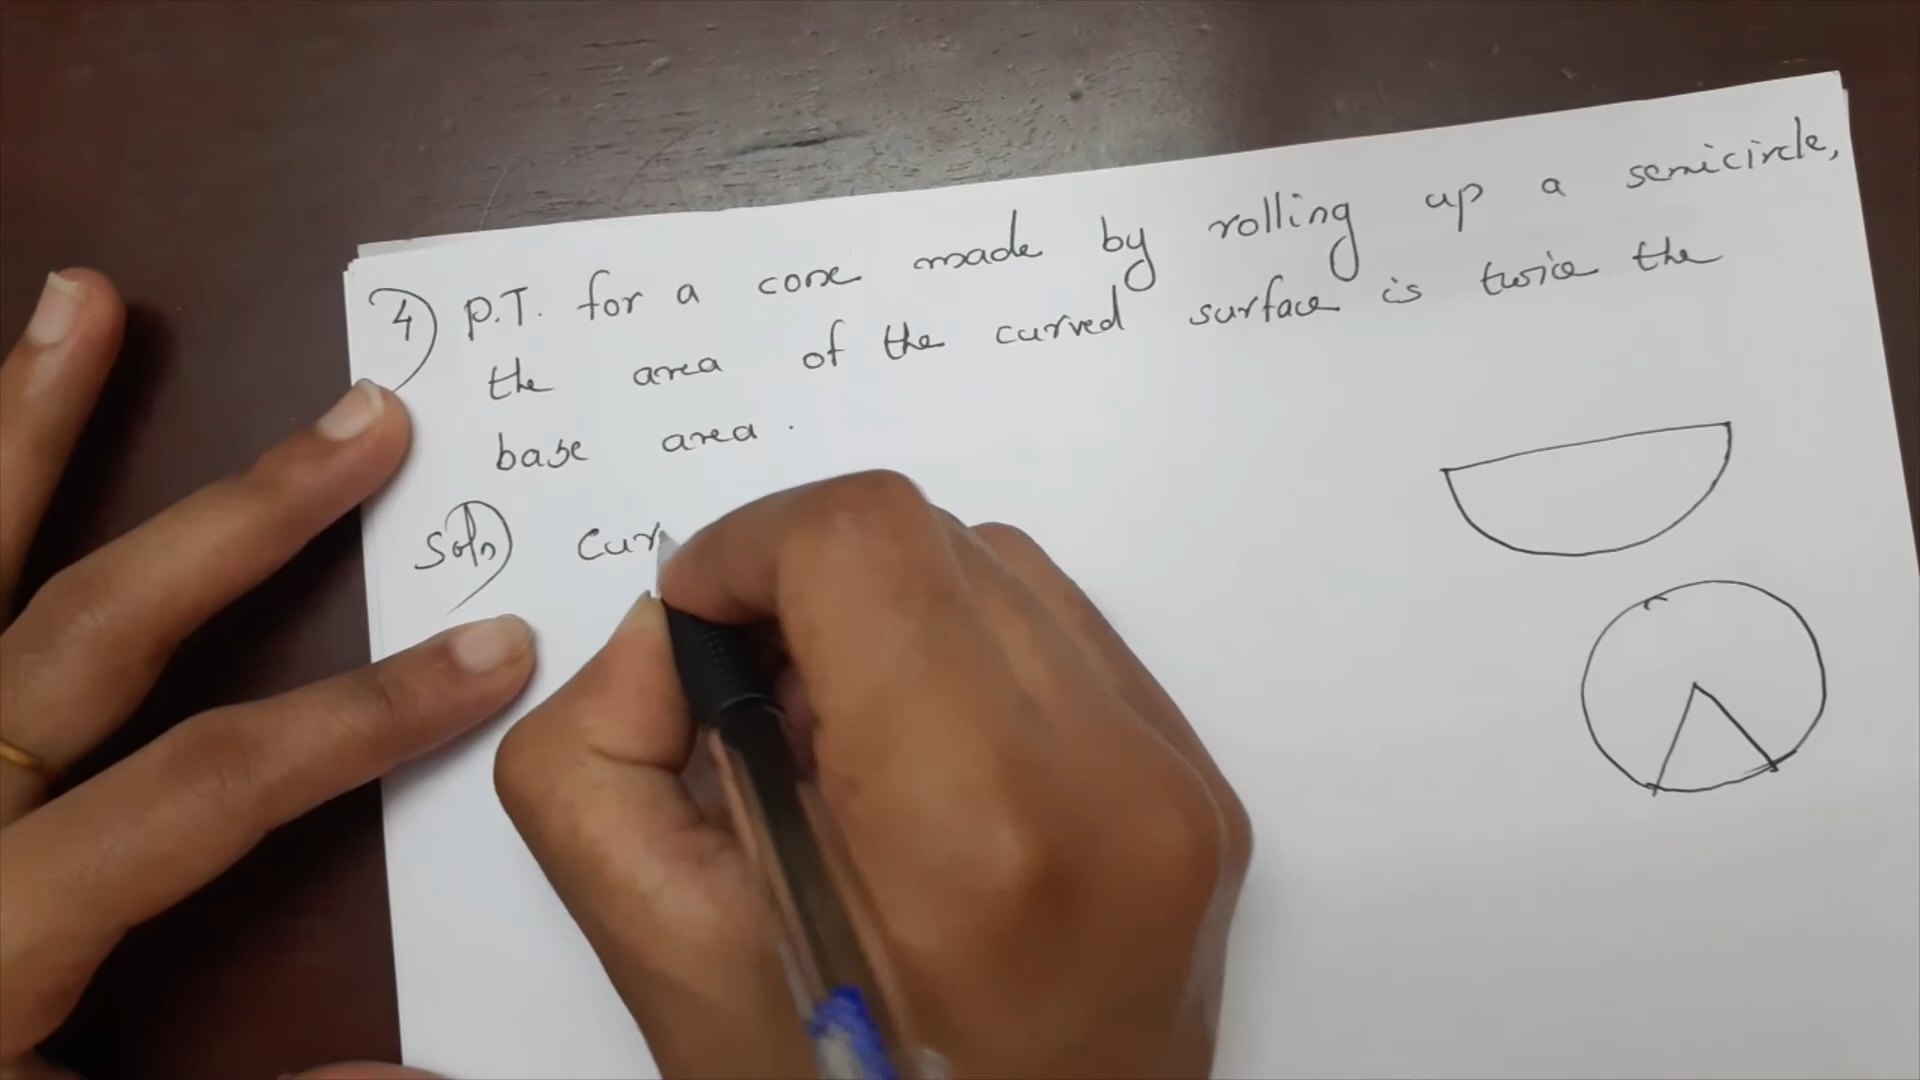 4) P.T. for a cone made by rolling up a semicircle,
the area of the curved surface is twice the
base area.
Soln) Cur